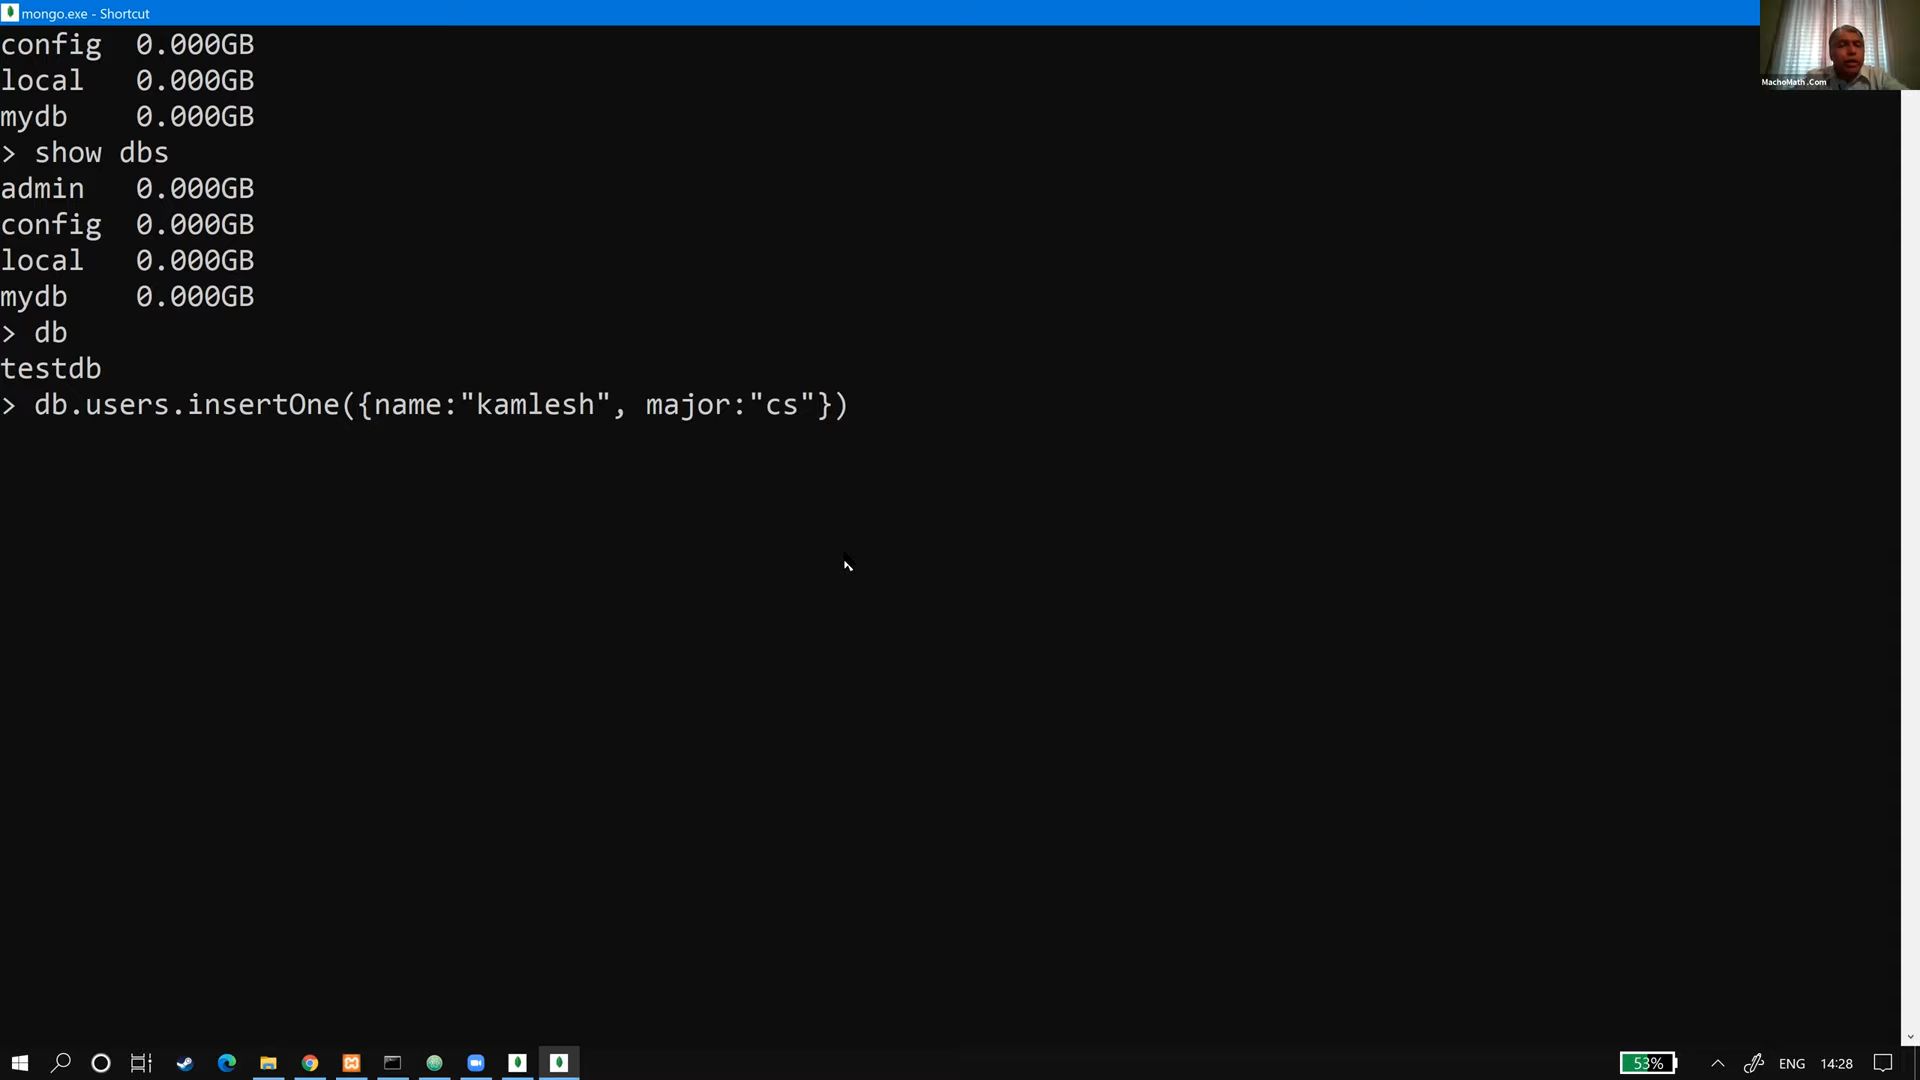 mongo.exe - Shortcut
config 0.000GB
local 0.000GB
mydb 0.000GB
> show dbs
admin 0.000GB
config 0.000GB
local 0.000GB
mydb 0.000GB
> db
testdb
> db.users.insertOne({name:"kamlesh", major:"cs"})
MachoMath.Com
53%
ENG
14:28